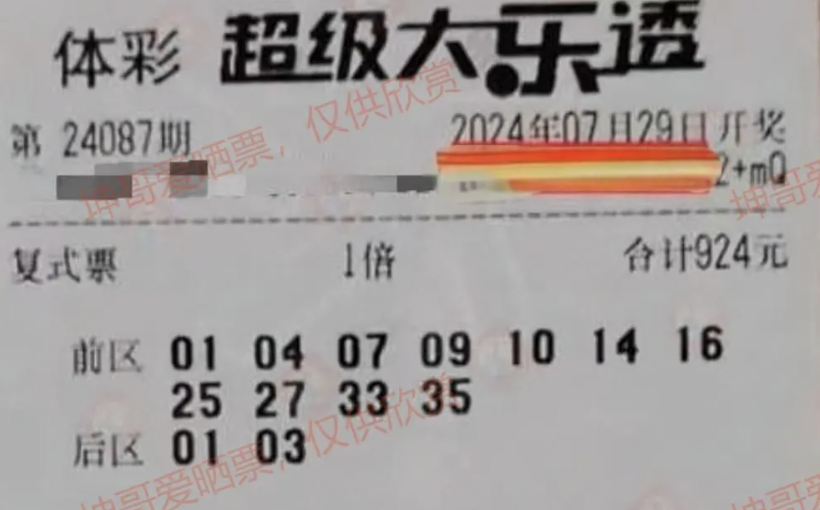 体彩 超级大乐透
第 24087期 2024年07月29日开奖
2+mQ
复式票 1倍 合计924元
前区 01 04 07 09 10 14 16
25 27 33 35
后区 01 03
坤哥爱晒票，仅供欣赏
坤哥爱
坤哥爱晒票，仅供欣赏
坤哥爱